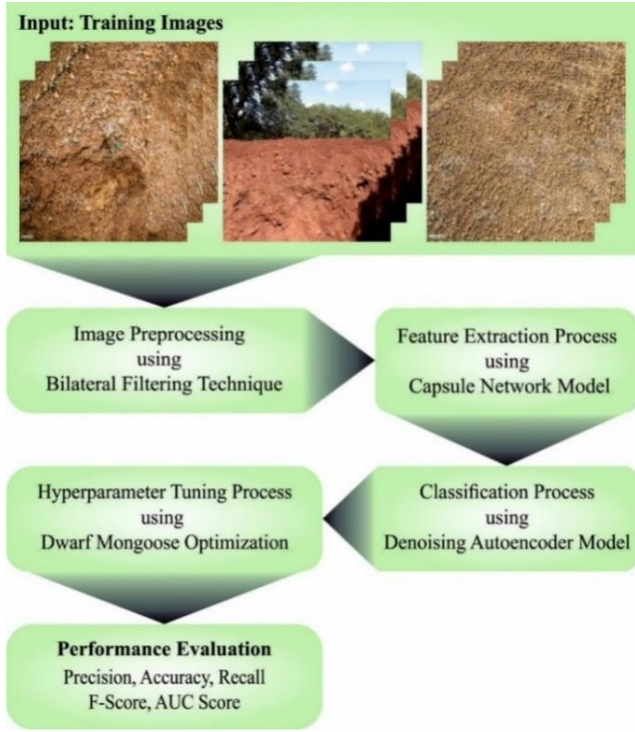 Input: Training Images
Image Preprocessing
using
Bilateral Filtering Technique
Feature Extraction Process
using
Capsule Network Model
Classification Process
using
Denoising Autoencoder Model
Hyperparameter Tuning Process
using
Dwarf Mongoose Optimization
Performance Evaluation
Precision, Accuracy, Recall
F-Score, AUC Score